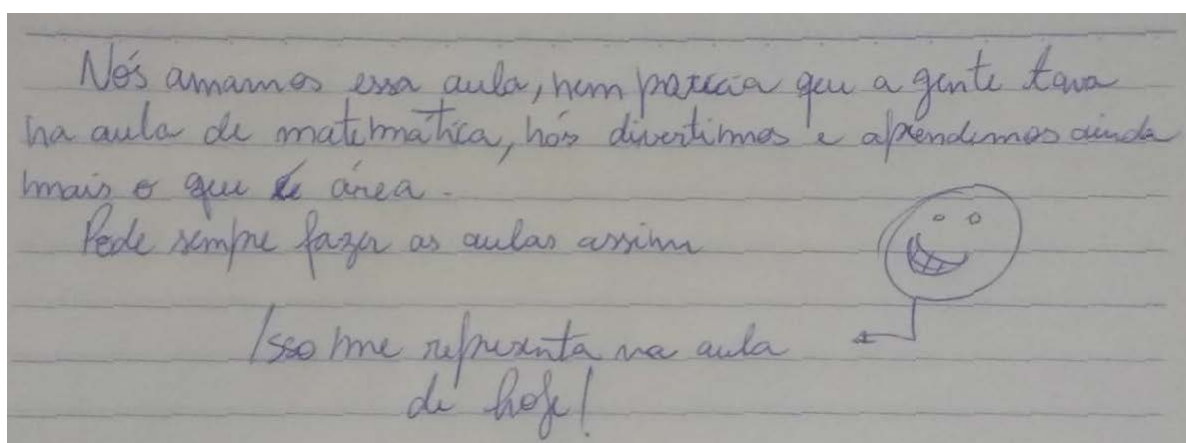 Nós amamos essa aula, nem parecia que a gente tava
na aula de matemática, nós divertimos e aprendemos ainda
mais o que é área.
Pode sempre fazer as aulas assim
Isso me representa na aula
de hoje!